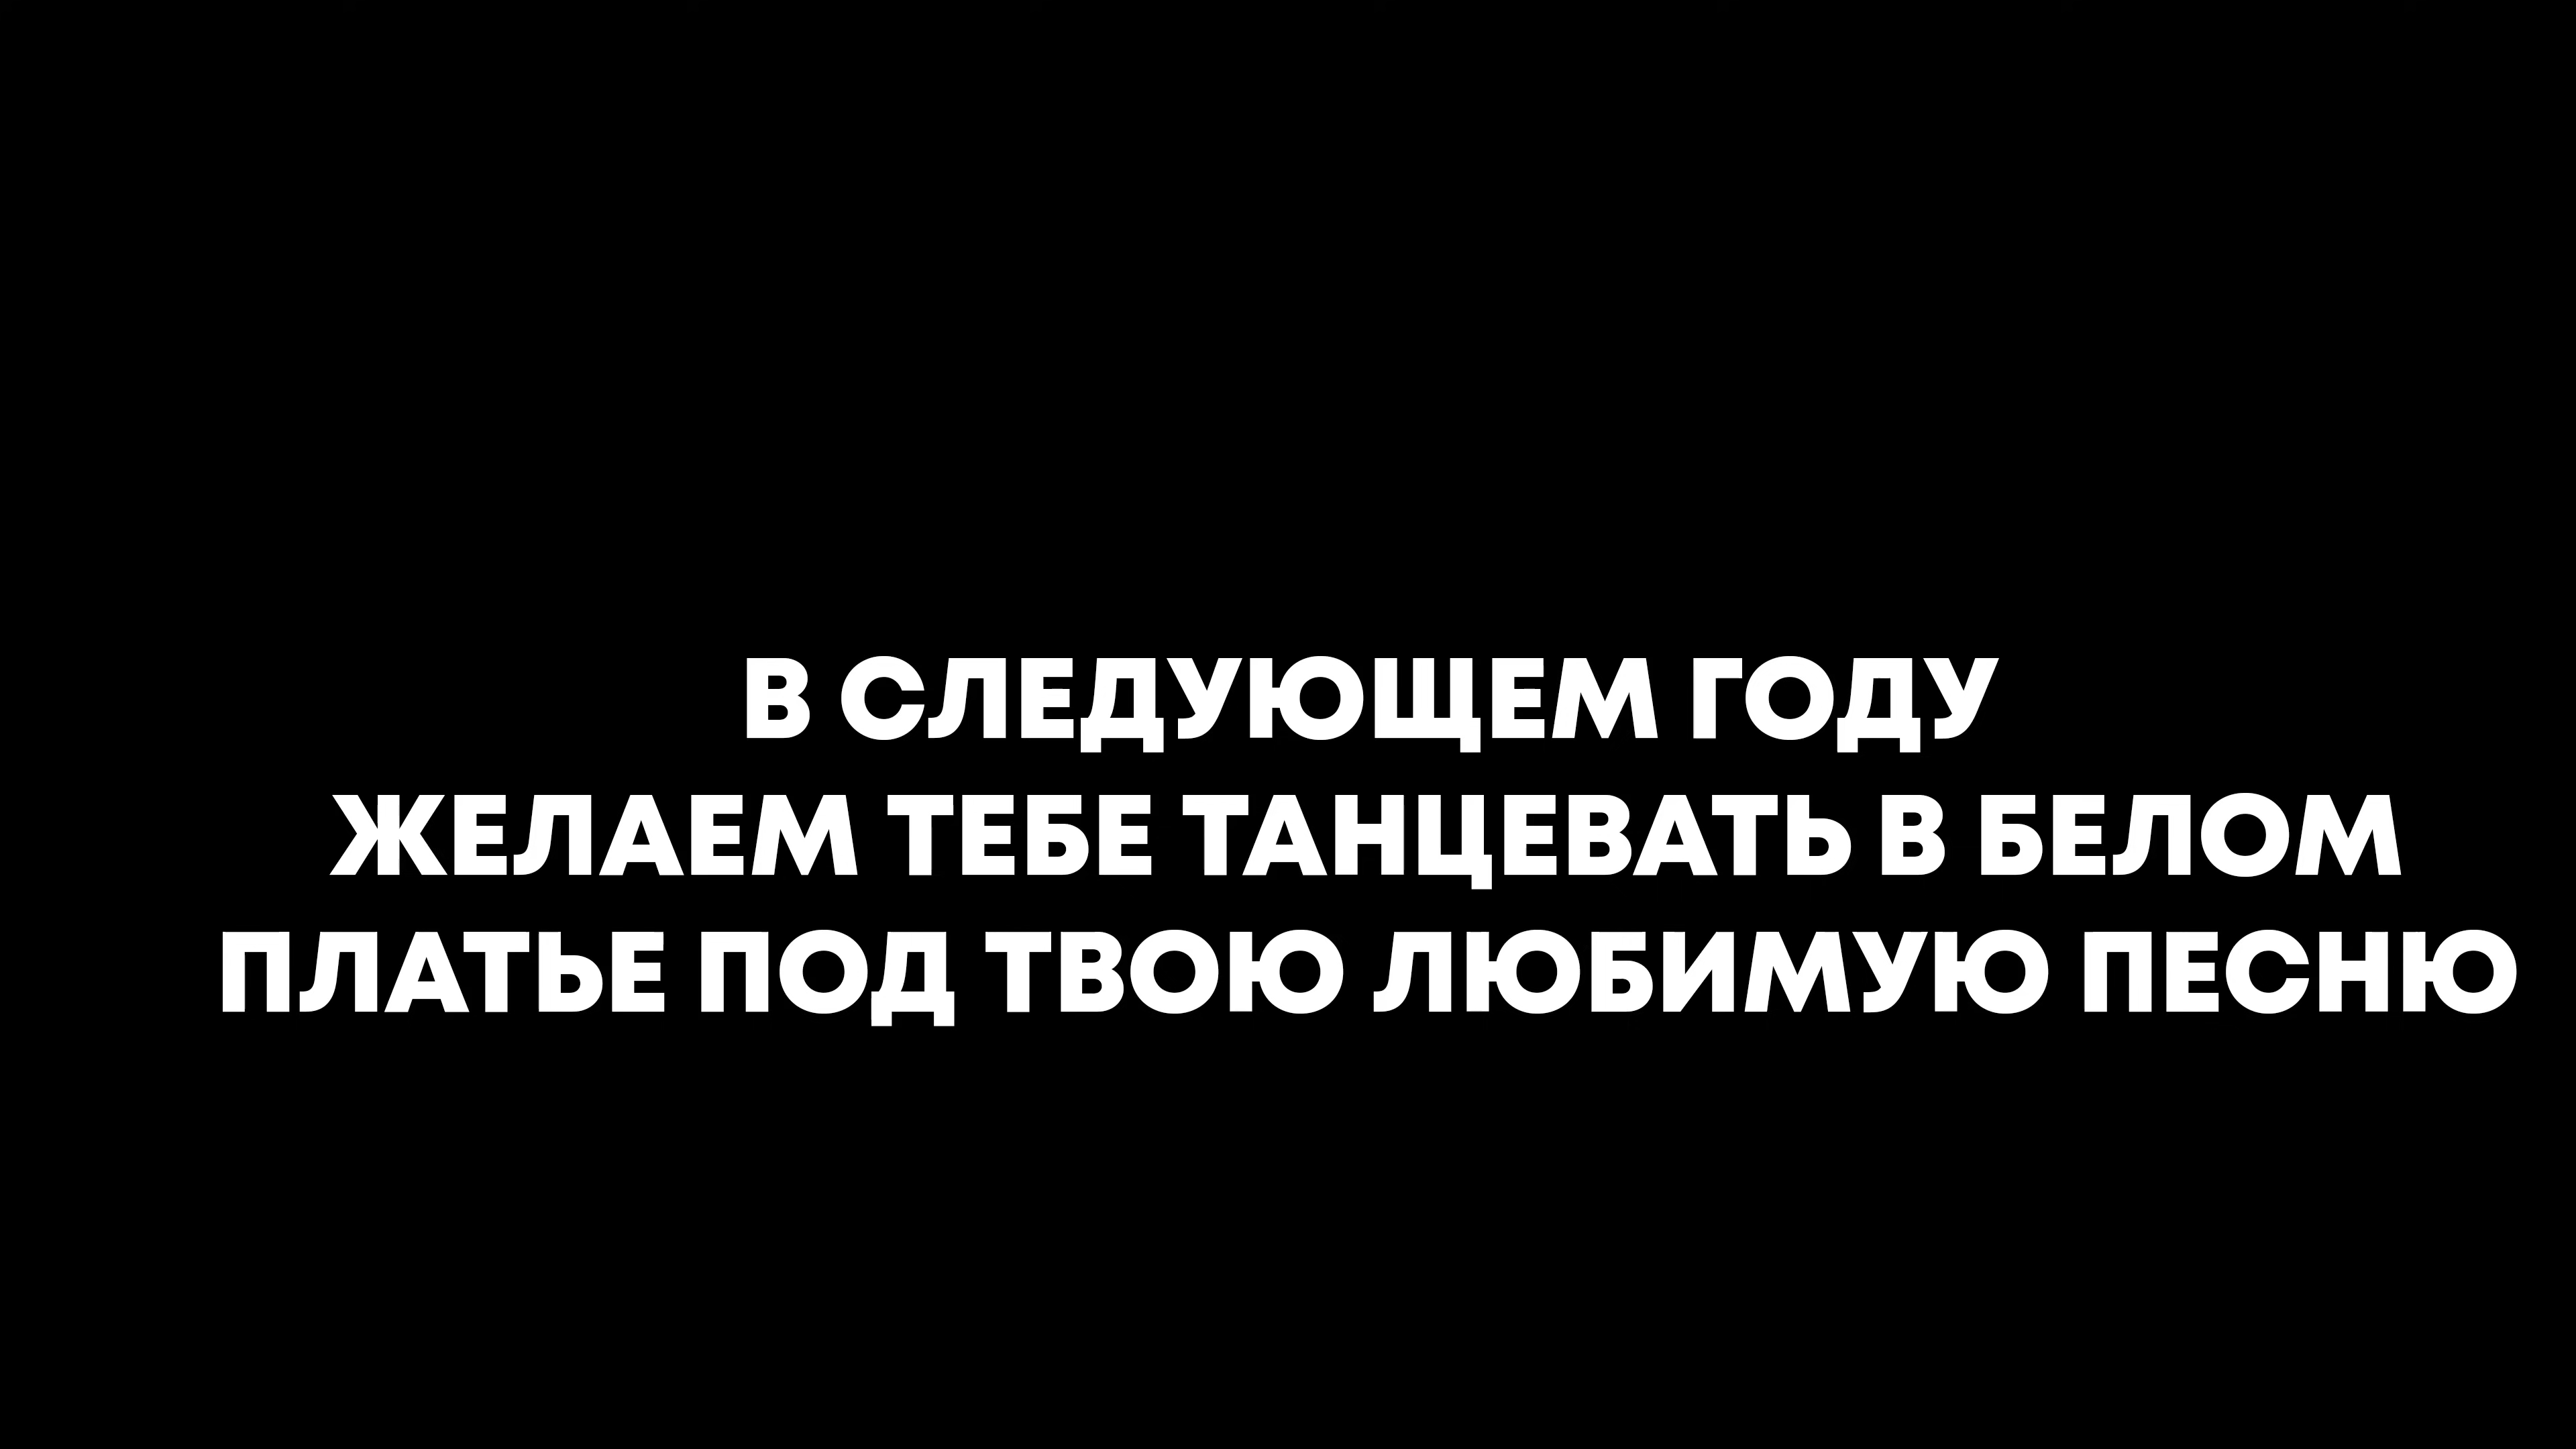 В СЛЕДУЮЩЕМ ГОДУ
ЖЕЛАЕМ ТЕБЕ ТАНЦЕВАТЬ В БЕЛОМ
ПЛАТЬЕ ПОД ТВОЮ ЛЮБИМУЮ ПЕСНЮ